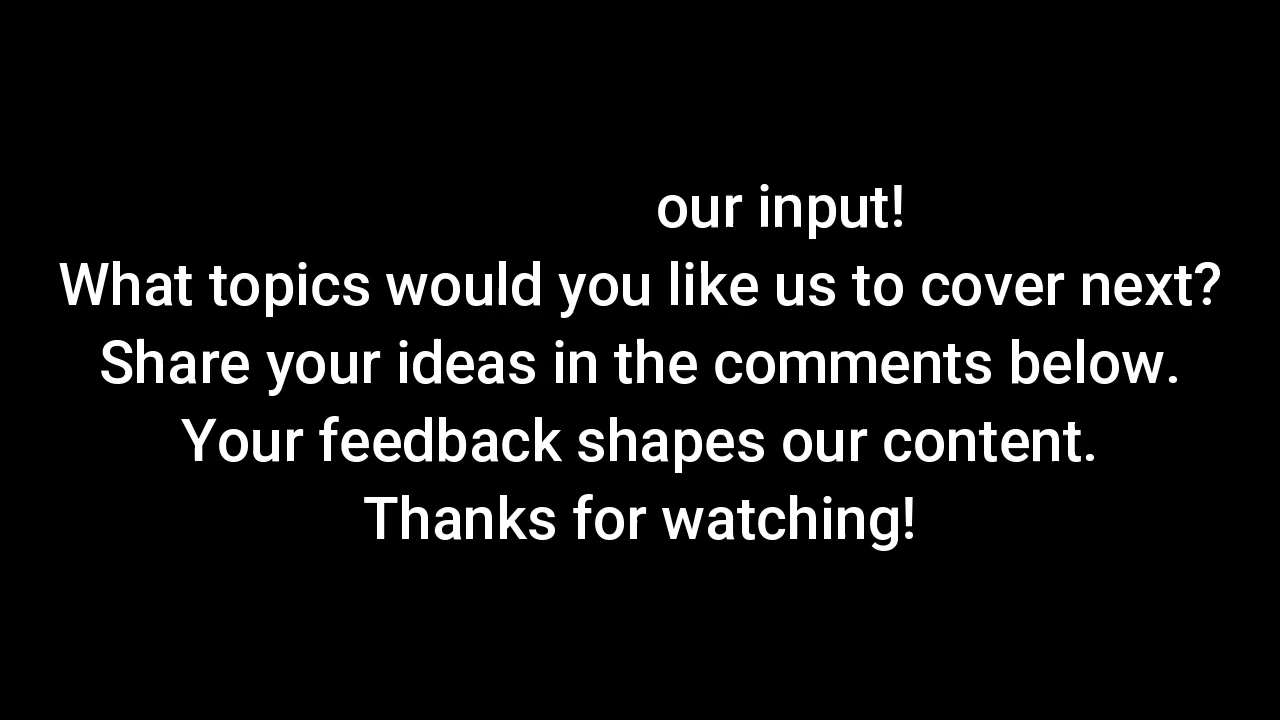 our input!
What topics would you like us to cover next?
Share your ideas in the comments below.
Your feedback shapes our content.
Thanks for watching!